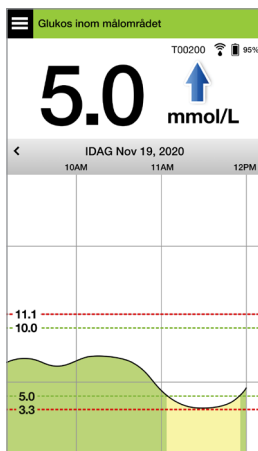 Glukos inom målområdet
T00200 95%
5.0
mmol/L
< IDAG Nov 19, 2020
10AM 11AM 12PM
11.1
10.0
5.0
3.3